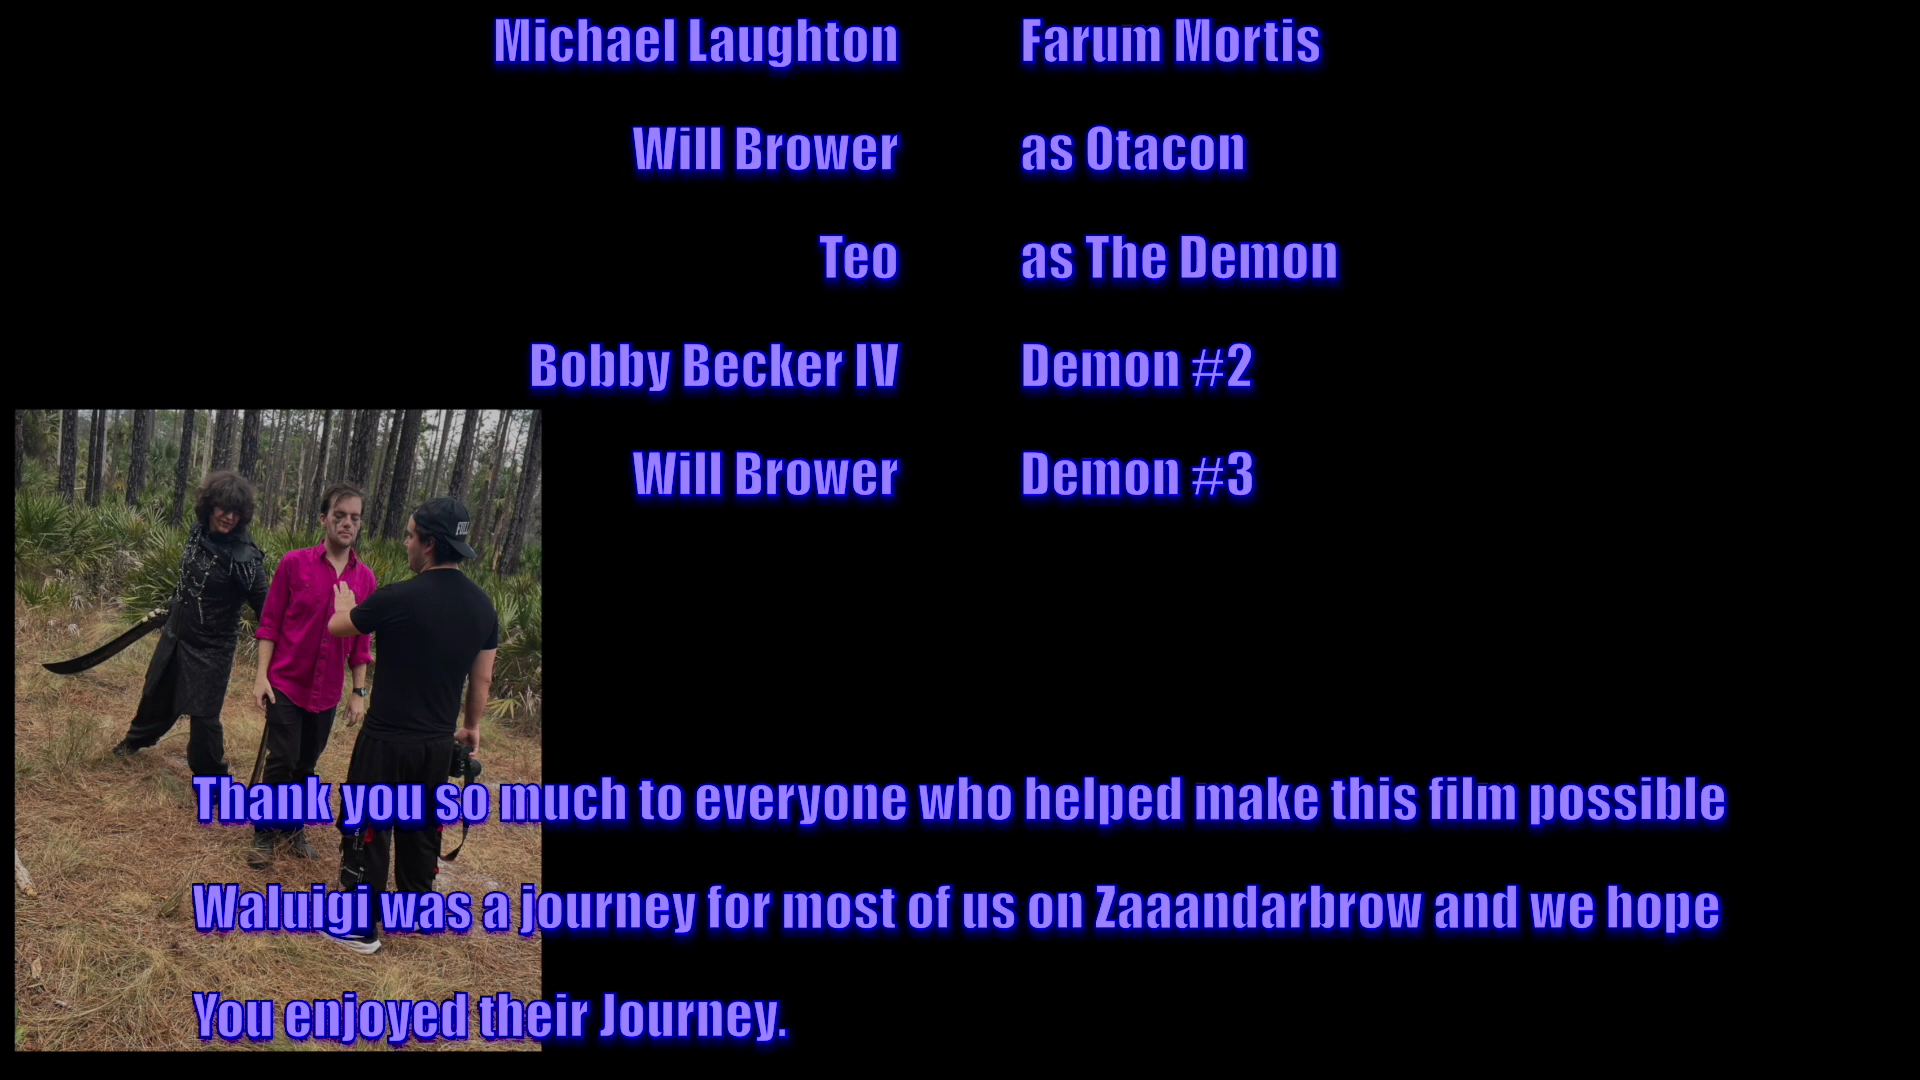 Michael Laughton Farum Mortis
Will Brower as Otacon
Teo as The Demon
Bobby Becker IV Demon #2
Will Brower Demon #3
Thank you so much to everyone who helped make this film possible
Waluigi was a journey for most of us on Zaaandarbrow and we hope
You enjoyed their Journey.